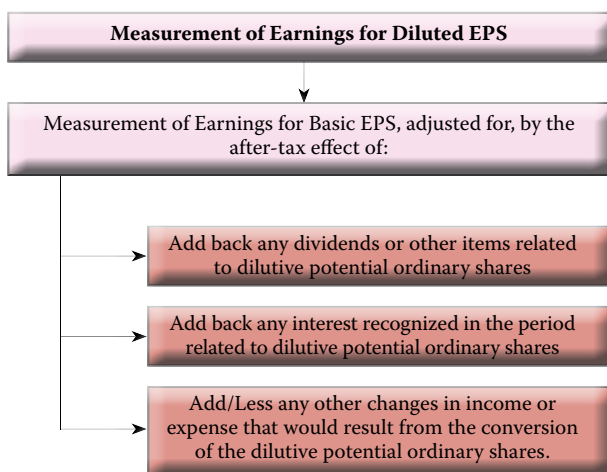 Measurement of Earnings for Diluted EPS
Measurement of Earnings for Basic EPS, adjusted for, by the
after-tax effect of:
Add back any dividends or other items related
to dilutive potential ordinary shares
Add back any interest recognized in the period
related to dilutive potential ordinary shares
Add/Less any other changes in income or
expense that would result from the conversion
of the dilutive potential ordinary shares.